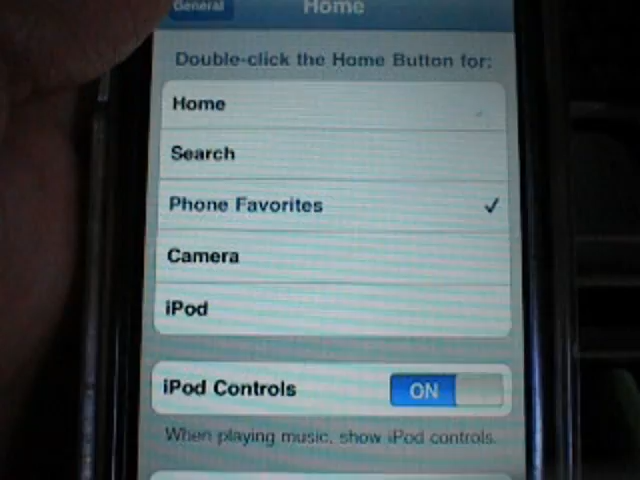 General
Home
Double-click the Home Button for:
Home
Search
Phone Favorites
Camera
iPod
iPod Controls
ON
When playing music, show iPod controls.